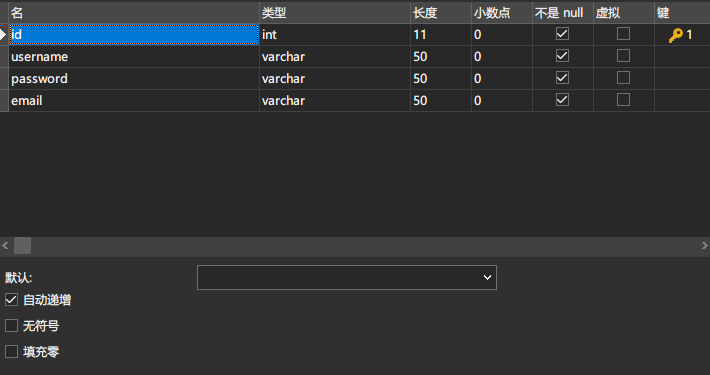 名 类型 长度 小数点 不是 null 虚拟 键
id int 11 0 1
username varchar 50 0
password varchar 50 0
email varchar 50 0
默认:
自动递增
无符号
填充零